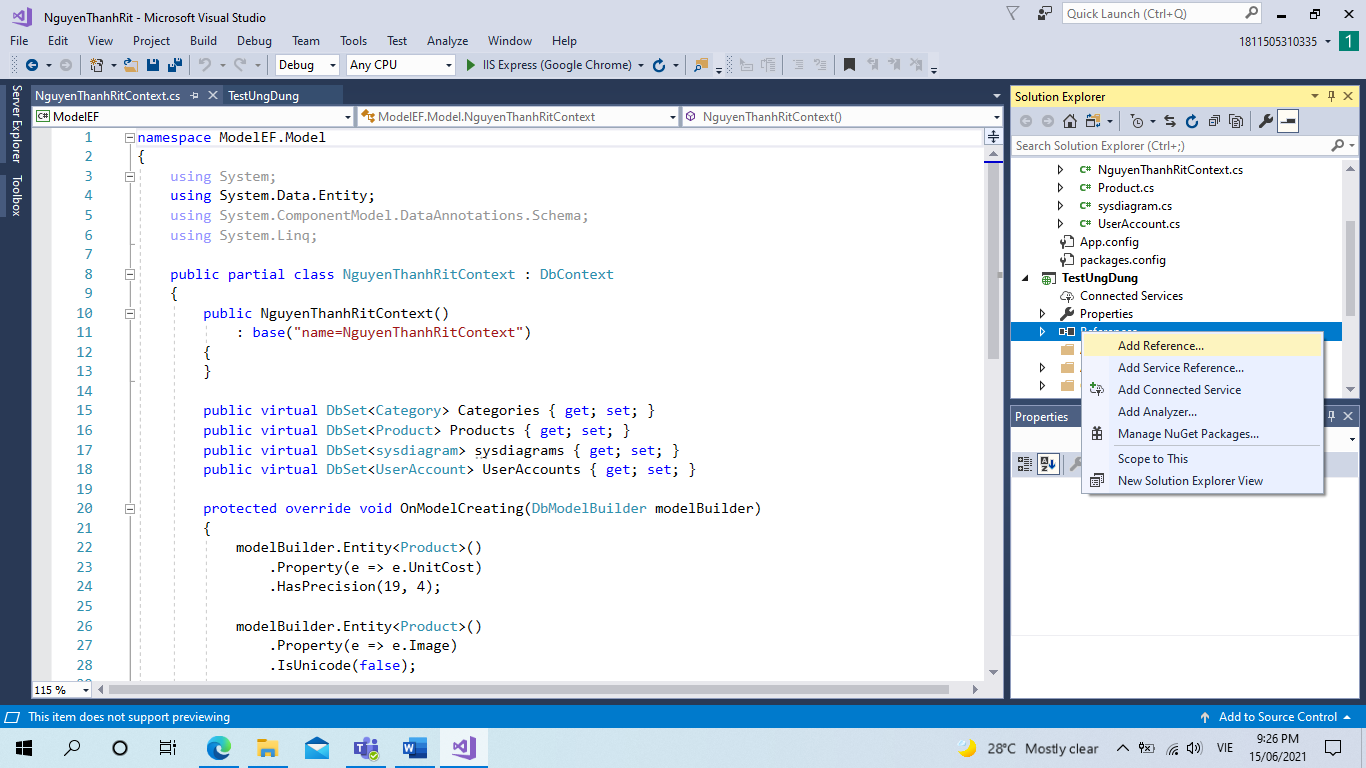 NguyenThanhRit - Microsoft Visual Studio
Quick Launch (Ctrl+Q)
File Edit View Project Build Debug Team Tools Test Analyze Window Help
1811505310335
1
Debug
Any CPU
IIS Express (Google Chrome)
Server Explorer
Toolbox
NguyenThanhRitContext.cs
TestUngDung
ModelEF
ModelEF.Model.NguyenThanhRitContext
NguyenThanhRitContext()
1 namespace ModelEF.Model
2 {
3 using System;
4 using System.Data.Entity;
5 using System.ComponentModel.DataAnnotations.Schema;
6 using System.Linq;
7
8 public partial class NguyenThanhRitContext : DbContext
9 {
10 public NguyenThanhRitContext()
11 : base("name=NguyenThanhRitContext")
12 {
13 }
14
15 public virtual DbSet<Category> Categories { get; set; }
16 public virtual DbSet<Product> Products { get; set; }
17 public virtual DbSet<sysdiagram> sysdiagrams { get; set; }
18 public virtual DbSet<UserAccount> UserAccounts { get; set; }
19
20 protected override void OnModelCreating(DbModelBuilder modelBuilder)
21 {
22 modelBuilder.Entity<Product>()
23 .Property(e => e.UnitCost)
24 .HasPrecision(19, 4);
25
26 modelBuilder.Entity<Product>()
27 .Property(e => e.Image)
28 .IsUnicode(false);
115 %
Solution Explorer
Search Solution Explorer (Ctrl+;)
C# NguyenThanhRitContext.cs
C# Product.cs
C# sysdiagram.cs
C# UserAccount.cs
App.config
packages.config
TestUngDung
Connected Services
Properties
References
Add Reference...
Add Service Reference...
Add Connected Service
Add Analyzer...
Manage NuGet Packages...
Scope to This
New Solution Explorer View
Properties
This item does not support previewing
Add to Source Control
28°C Mostly clear
VIE
9:26 PM
15/06/2021